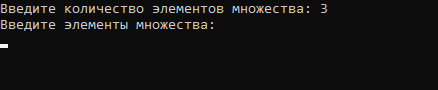 Введите количество элементов множества: 3
Введите элементы множества: